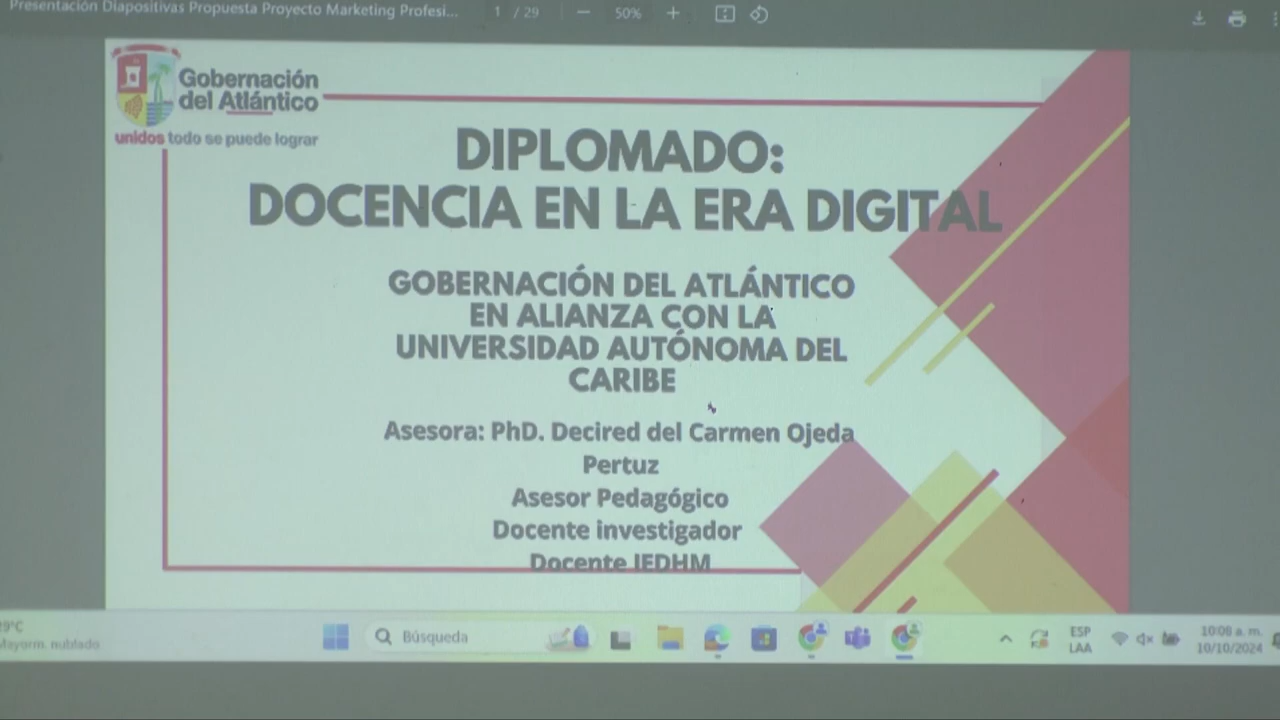 Presentación Diapositivas Propuesta Proyecto Marketing Profesi...
1 / 29
50%
Gobernación
del Atlántico
unidos todo se puede lograr
DIPLOMADO:
DOCENCIA EN LA ERA DIGITAL
GOBERNACIÓN DEL ATLÁNTICO
EN ALIANZA CON LA
UNIVERSIDAD AUTÓNOMA DEL
CARIBE
Asesora: PhD. Decired del Carmen Ojeda
Pertuz
Asesor Pedagógico
Docente investigador
Docente IEDHM
9°C
Mayorm. nublado
Búsqueda
ESP
LAA
10:06 a. m.
10/10/2024